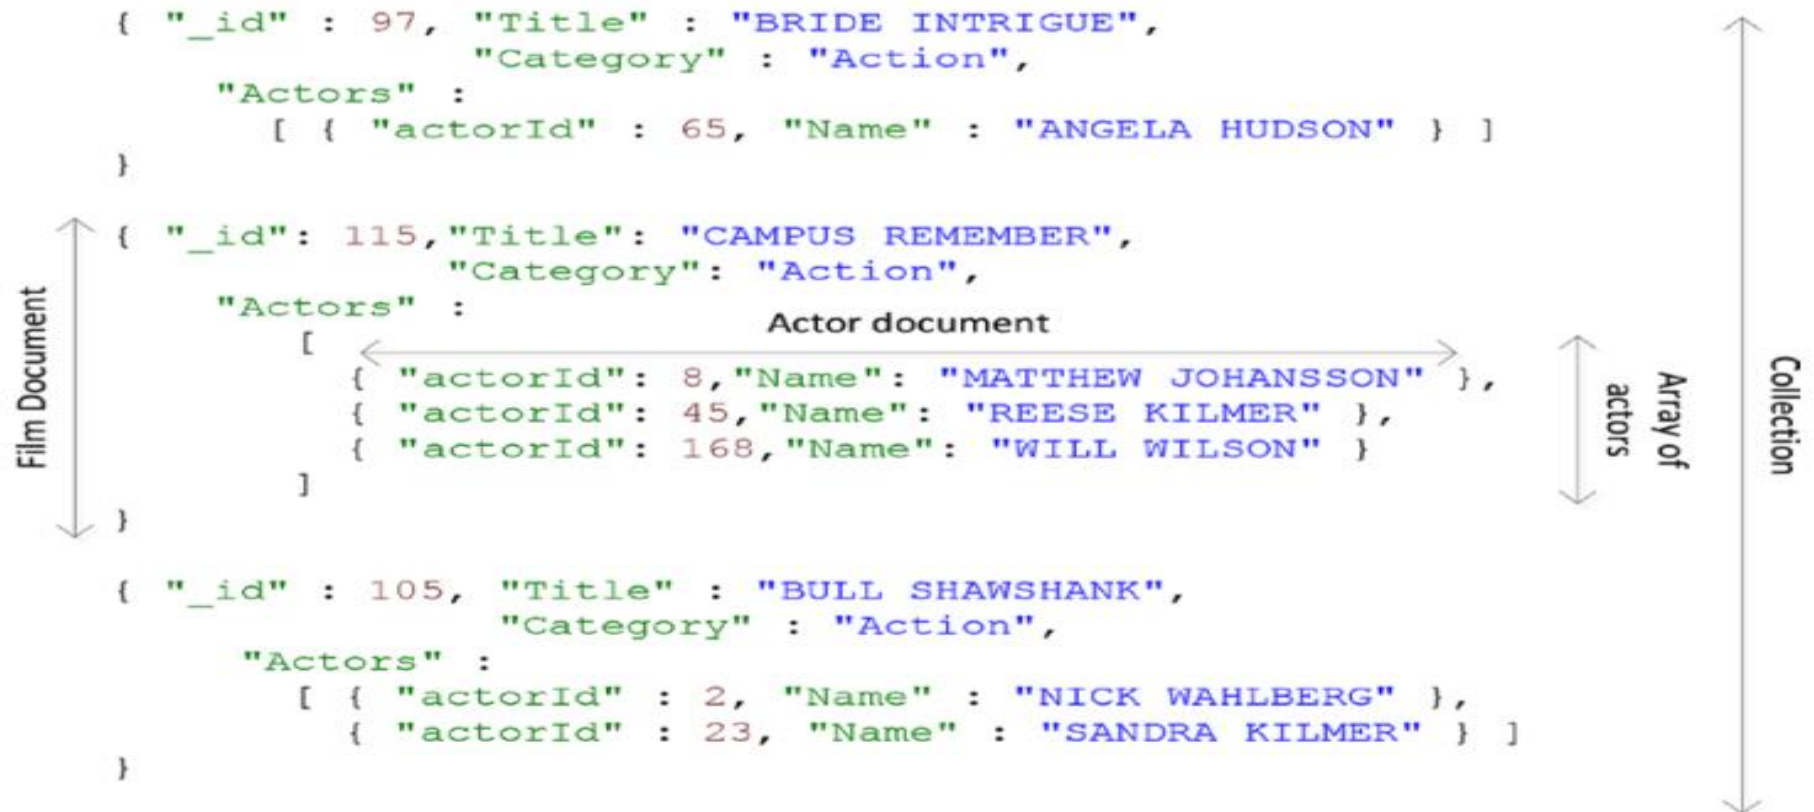 { "_id" : 97, "Title" : "BRIDE INTRIGUE",
"Category" : "Action",
"Actors" :
[ { "actorId" : 65, "Name" : "ANGELA HUDSON" } ]
}
{ "_id": 115,"Title": "CAMPUS REMEMBER",
"Category": "Action",
"Actors" :
[
Actor document
{ "actorId": 8,"Name": "MATTHEW JOHANSSON" },
{ "actorId": 45,"Name": "REESE KILMER" },
{ "actorId": 168,"Name": "WILL WILSON" }
]
}
{ "_id" : 105, "Title" : "BULL SHAWSHANK",
"Category" : "Action",
"Actors" :
[ { "actorId" : 2, "Name" : "NICK WAHLBERG" },
{ "actorId" : 23, "Name" : "SANDRA KILMER" } ]
}
Film Document
Array of
actors
Collection